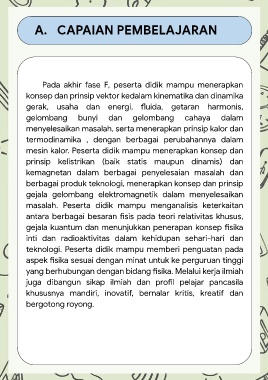 A. CAPAIAN PEMBELAJARAN
Pada akhir fase F, peserta didik mampu menerapkan
konsep dan prinsip vektor kedalam kinematika dan dinamika
gerak, usaha dan energi, fluida, getaran harmonis,
gelombang bunyi dan gelombang cahaya dalam
menyelesaikan masalah, serta menerapkan prinsip kalor dan
termodinamika , dengan berbagai perubahannya dalam
mesin kalor. Peserta didik mampu menerapkan konsep dan
prinsip kelistrikan (baik statis maupun dinamis) dan
kemagnetan dalam berbagai penyelesaian masalah dan
berbagai produk teknologi, menerapkan konsep dan prinsip
gejala gelombang elektromagnetik dalam menyelesaikan
masalah. Peserta didik mampu menganalisis keterkaitan
antara berbagai besaran fisis pada teori relativitas khusus,
gejala kuantum dan menunjukkan penerapan konsep fisika
inti dan radioaktivitas dalam kehidupan sehari-hari dan
teknologi. Peserta didik mampu memberi penguatan pada
aspek fisika sesuai dengan minat untuk ke perguruan tinggi
yang berhubungan dengan bidang fisika. Melalui kerja ilmiah
juga dibangun sikap ilmiah dan profil pelajar pancasila
khususnya mandiri, inovatif, bernalar kritis, kreatif dan
bergotong royong.